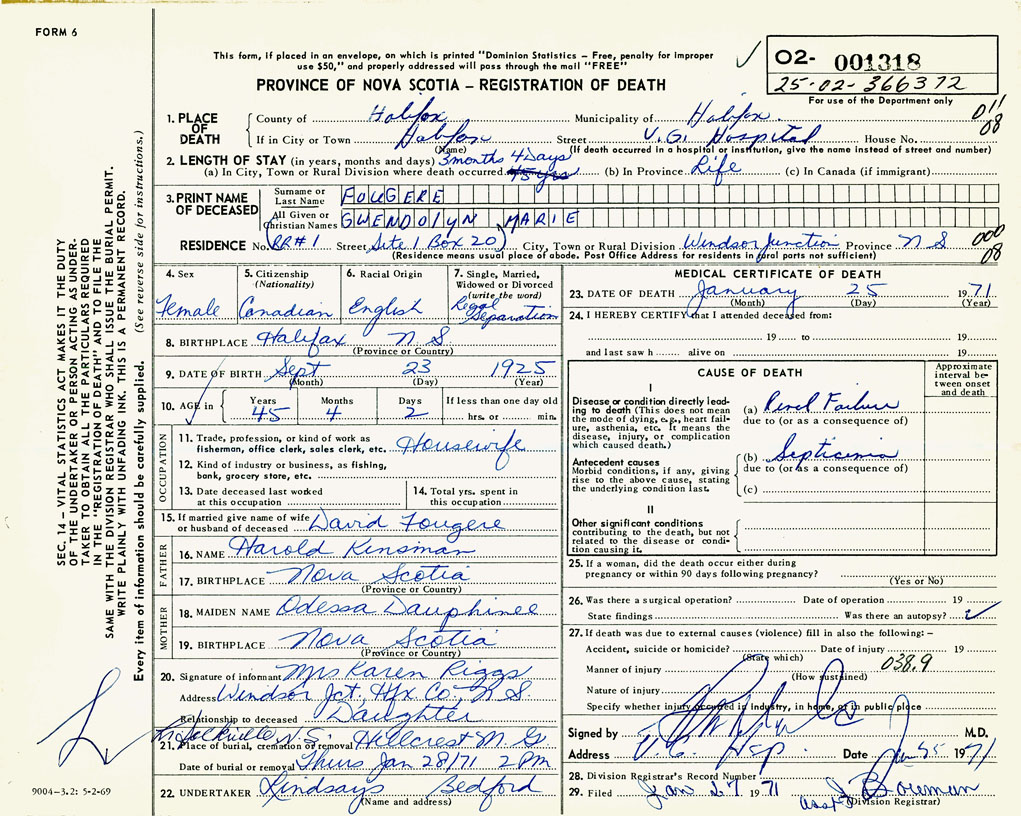 FORM 6
This form, if placed in an envelope, on which is printed "Dominion Statistics – Free, penalty for improper
use $50," and properly addressed will pass through the mail "FREE"
PROVINCE OF NOVA SCOTIA – REGISTRATION OF DEATH
02- 001318
25-02-366372
For use of the Department only
1. PLACE OF DEATH
County of Halifax Municipality of Halifax 011
If in City or Town Halifax Street V.G. Hospital House No. 08
(Name) (If death occurred in a hospital or institution, give the name instead of street and number)
2. LENGTH OF STAY (in years, months and days) 3 months 4 Days
(a) In City, Town or Rural Division where death occurred 45 yrs (b) In Province Life (c) In Canada (if immigrant)
3. PRINT NAME OF DECEASED
Surname or Last Name FOUGERE
All Given or Christian Names GWENDOLYN MARIE
RESIDENCE No. RR#1 Street Site 1 Box 20 City, Town or Rural Division Windsor Junction Province N S 000
08
(Residence means usual place of abode. Post Office Address for residents in rural parts not sufficient)
4. Sex
Female
5. Citizenship
(Nationality)
Canadian
6. Racial Origin
English
7. Single, Married,
Widowed or Divorced
(write the word)
Legal
Separation
8. BIRTHPLACE Halifax N S
(Province or Country)
9. DATE OF BIRTH Sept 23 1925
(Month) (Day) (Year)
10. AGE in Years Months Days If less than one day old
45 4 2 hrs. or min.
OCCUPATION
11. Trade, profession, or kind of work as
fisherman, office clerk, sales clerk, etc. Housewife
12. Kind of industry or business, as fishing,
bank, grocery store, etc.
13. Date deceased last worked
at this occupation
14. Total yrs. spent in
this occupation
15. If married give name of wife
or husband of deceased David Fougere
FATHER
16. NAME Harold Kinsman
17. BIRTHPLACE Nova Scotia
(Province or Country)
MOTHER
18. MAIDEN NAME Odessa Dauphinee
19. BIRTHPLACE Nova Scotia
(Province or Country)
20. Signature of informant Mrs Karen Riggs
Address Windsor Jct, Hfx Co. N S
Relationship to deceased Daughter
Sackville N.S.
21. Place of burial, cremation or removal Hillcrest M G
Date of burial or removal Thurs Jan 28/71 2 PM
22. UNDERTAKER Lindsays Bedford
(Name and address)
MEDICAL CERTIFICATE OF DEATH
23. DATE OF DEATH January 25 1971
(Month) (Day) (Year)
24. I HEREBY CERTIFY that I attended deceased from:
19 to 19
and last saw h alive on 19
CAUSE OF DEATH
Approximate
interval be-
tween onset
and death
I
Disease or condition directly lead-
ing to death (This does not mean
the mode of dying, e.g., heart fail-
ure, asthenia, etc. It means the
disease, injury, or complication
which caused death.)
(a) Renal Failure
due to (or as a consequence of)
Antecedent causes
Morbid conditions, if any, giving
rise to the above cause, stating
the underlying condition last.
(b) Septicemia
due to (or as a consequence of)
(c)
II
Other significant conditions
contributing to the death, but not
related to the disease or condi-
tion causing it.
25. If a woman, did the death occur either during
pregnancy or within 90 days following pregnancy?
(Yes or No)
26. Was there a surgical operation? Date of operation 19
State findings Was there an autopsy? ✓
27. If death was due to external causes (violence) fill in also the following: –
Accident, suicide or homicide? Date of injury 19
(State which)
Manner of injury 038.9
(How sustained)
Nature of injury
Specify whether injury occurred in industry, in home, or in public place
Signed by M.D.
Address V.G. Hsp. Date Jan 25 1971
28. Division Registrar's Record Number
29. Filed Jan 27 1971 Asst J Bowman
(Division Registrar)
SEC. 14 – VITAL STATISTICS ACT MAKES IT THE DUTY
OF THE UNDERTAKER OR PERSON ACTING AS UNDER-
TAKER TO OBTAIN ALL THE PARTICULARS REQUIRED
IN THE "REGISTRATION OF DEATH" AND TO FILE THE
SAME WITH THE DIVISION REGISTRAR WHO SHALL ISSUE THE BURIAL PERMIT.
WRITE PLAINLY WITH UNFADING INK. THIS IS A PERMANENT RECORD.
Every item of information should be carefully supplied. (See reverse side for instructions.)
9004-3.2: 5-2-69